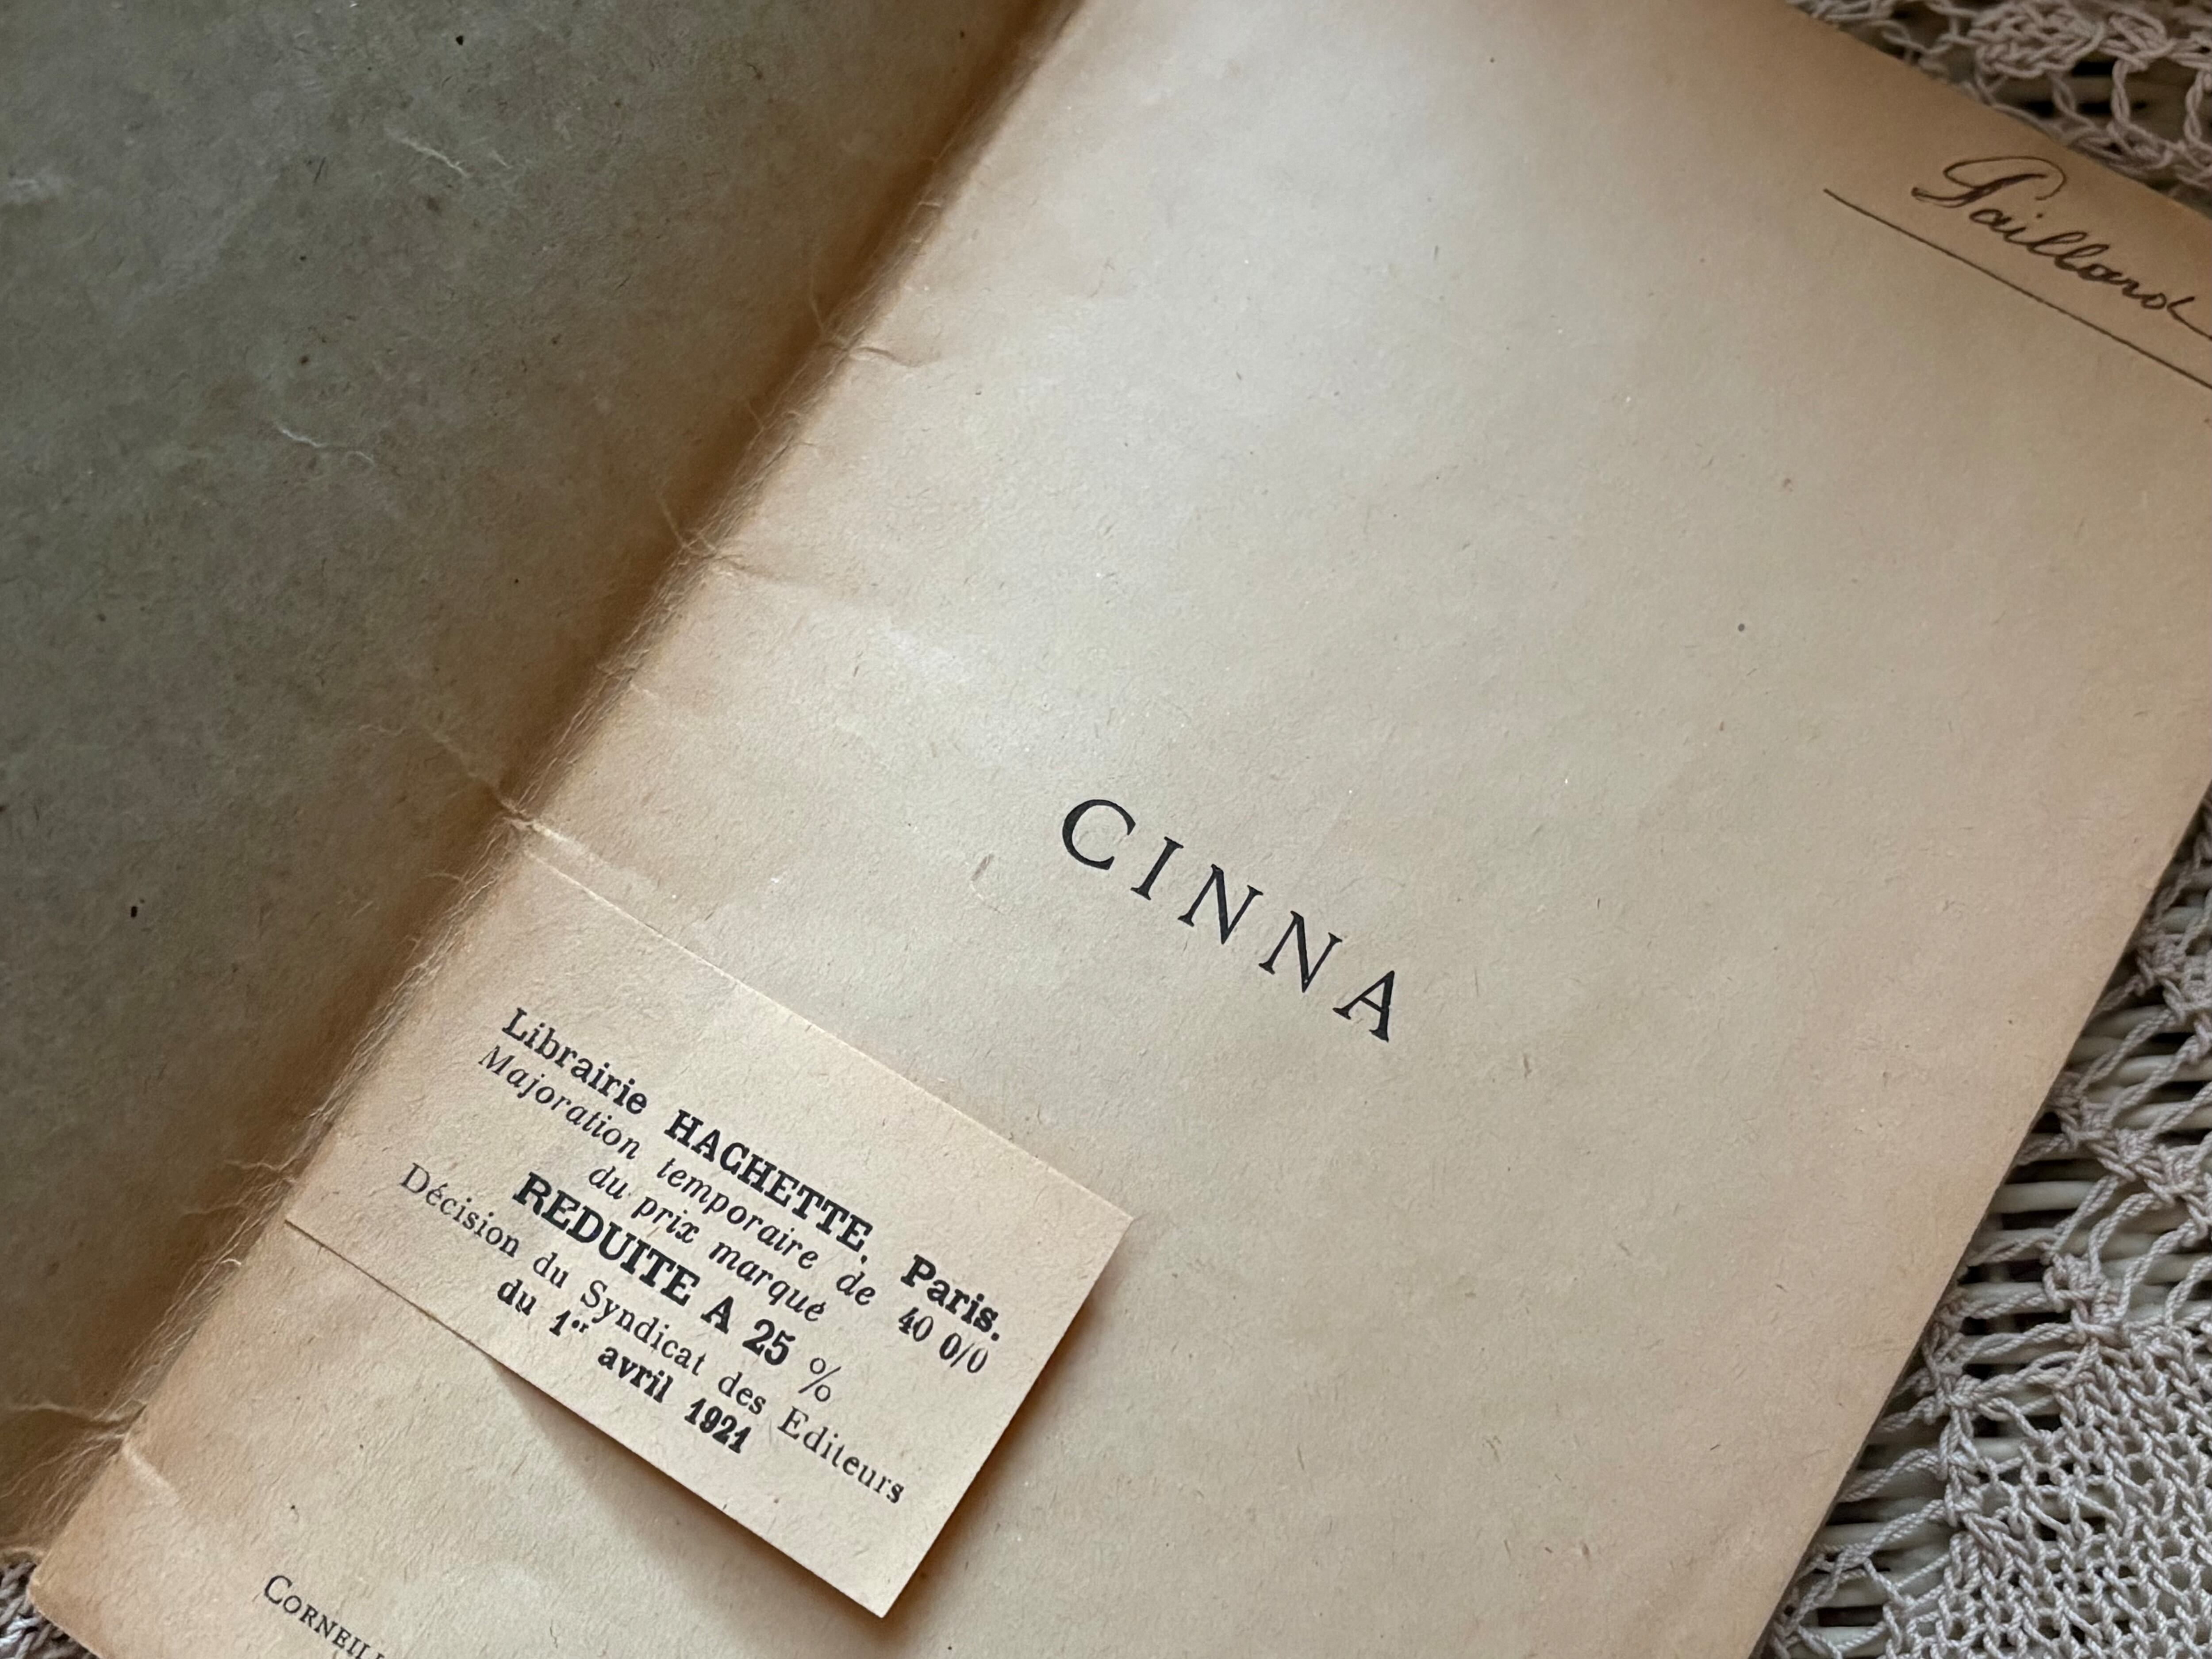 Paillard
CINNA
Librairie HACHETTE, Paris.
Majoration temporaire de 40 0/0
du prix marqué
REDUITE A 25 %
Décision du Syndicat des Editeurs
du 1er avril 1921
CORNEIL